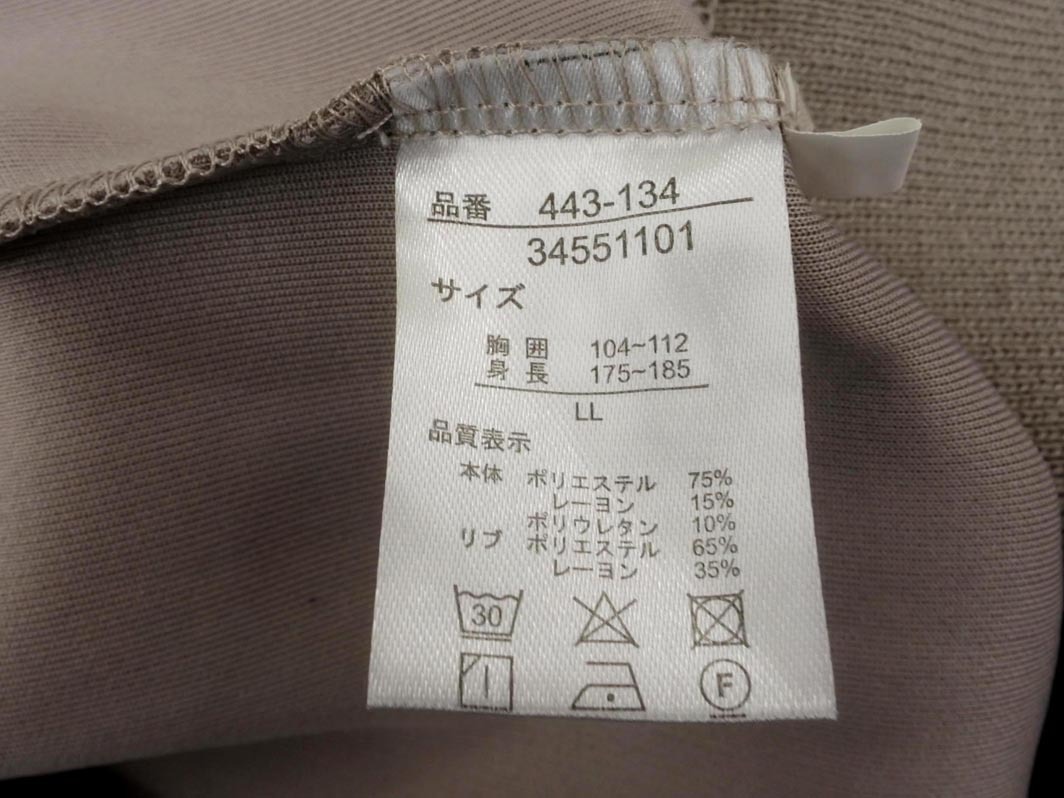 品番 443-134
34551101
サイズ
胸囲 104~112
身長 175~185
LL
品質表示
本体 ポリエステル 75%
レーヨン 15%
ポリウレタン 10%
リブ ポリエステル 65%
レーヨン 35%
30
F